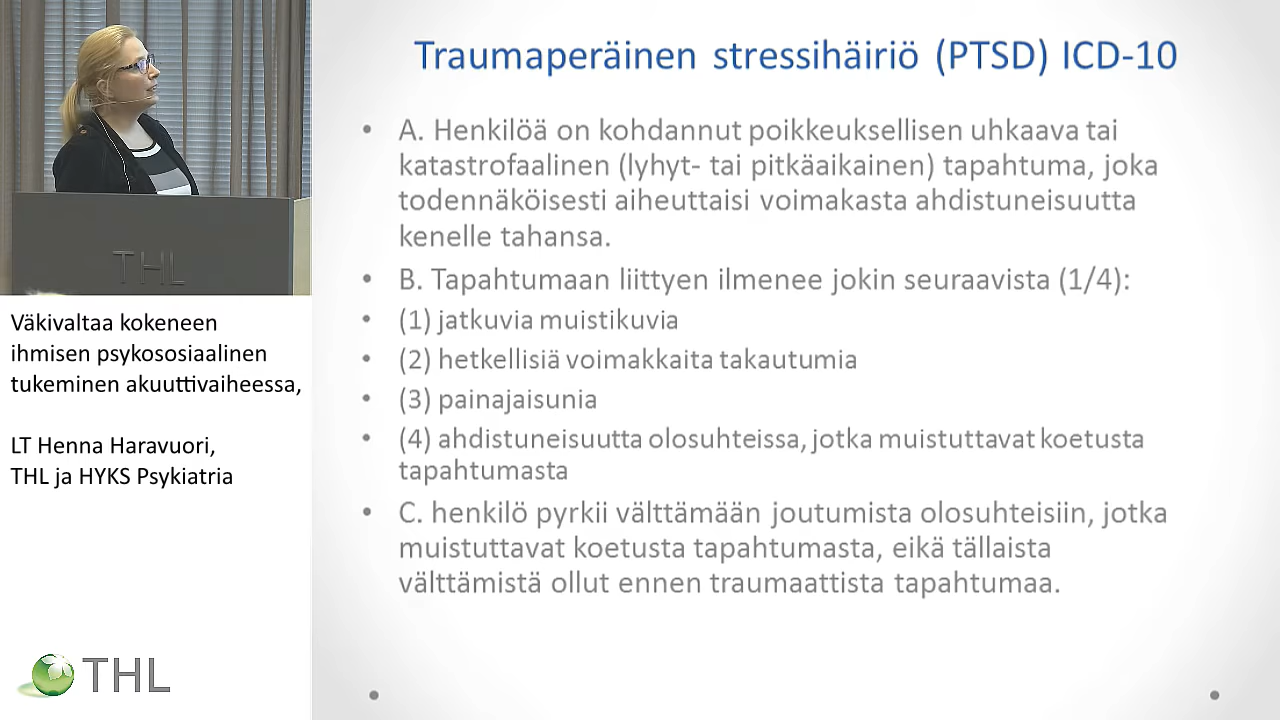 Traumaperäinen stressihäiriö (PTSD) ICD-10
• A. Henkilöä on kohdannut poikkeuksellisen uhkaava tai
katastrofaalinen (lyhyt- tai pitkäaikainen) tapahtuma, joka
todennäköisesti aiheuttaisi voimakasta ahdistuneisuutta
kenelle tahansa.
• B. Tapahtumaan liittyen ilmenee jokin seuraavista (1/4):
• (1) jatkuvia muistikuvia
• (2) hetkellisiä voimakkaita takautumia
• (3) painajaisunia
• (4) ahdistuneisuutta olosuhteissa, jotka muistuttavat koetusta
tapahtumasta
• C. henkilö pyrkii välttämään joutumista olosuhteisiin, jotka
muistuttavat koetusta tapahtumasta, eikä tällaista
välttämistä ollut ennen traumaattista tapahtumaa.
THL
Väkivaltaa kokeneen
ihmisen psykososiaalinen
tukeminen akuuttivaiheessa,
LT Henna Haravuori,
THL ja HYKS Psykiatria
THL